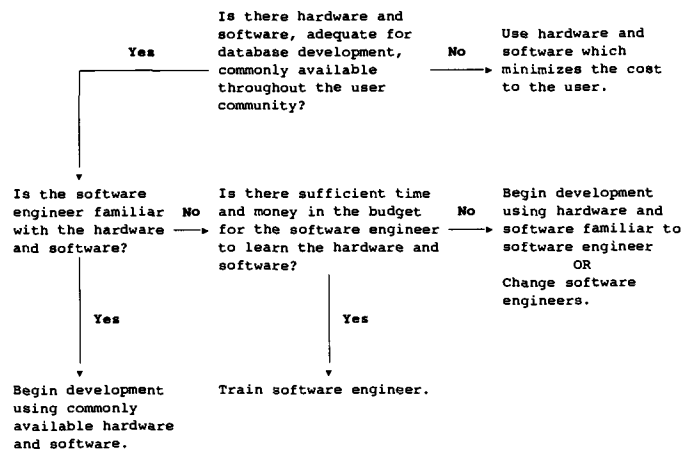 Is there hardware and
software, adequate for
database development,
commonly available
throughout the user
community?
Yes
No
Use hardware and
software which
minimizes the cost
to the user.
Is the software
engineer familiar
with the hardware
and software?
No
Is there sufficient time
and money in the budget
for the software engineer
to learn the hardware and
software?
No
Begin development
using hardware and
software familiar to
software engineer
OR
Change software
engineers.
Yes
Yes
Begin development
using commonly
available hardware
and software.
Train software engineer.